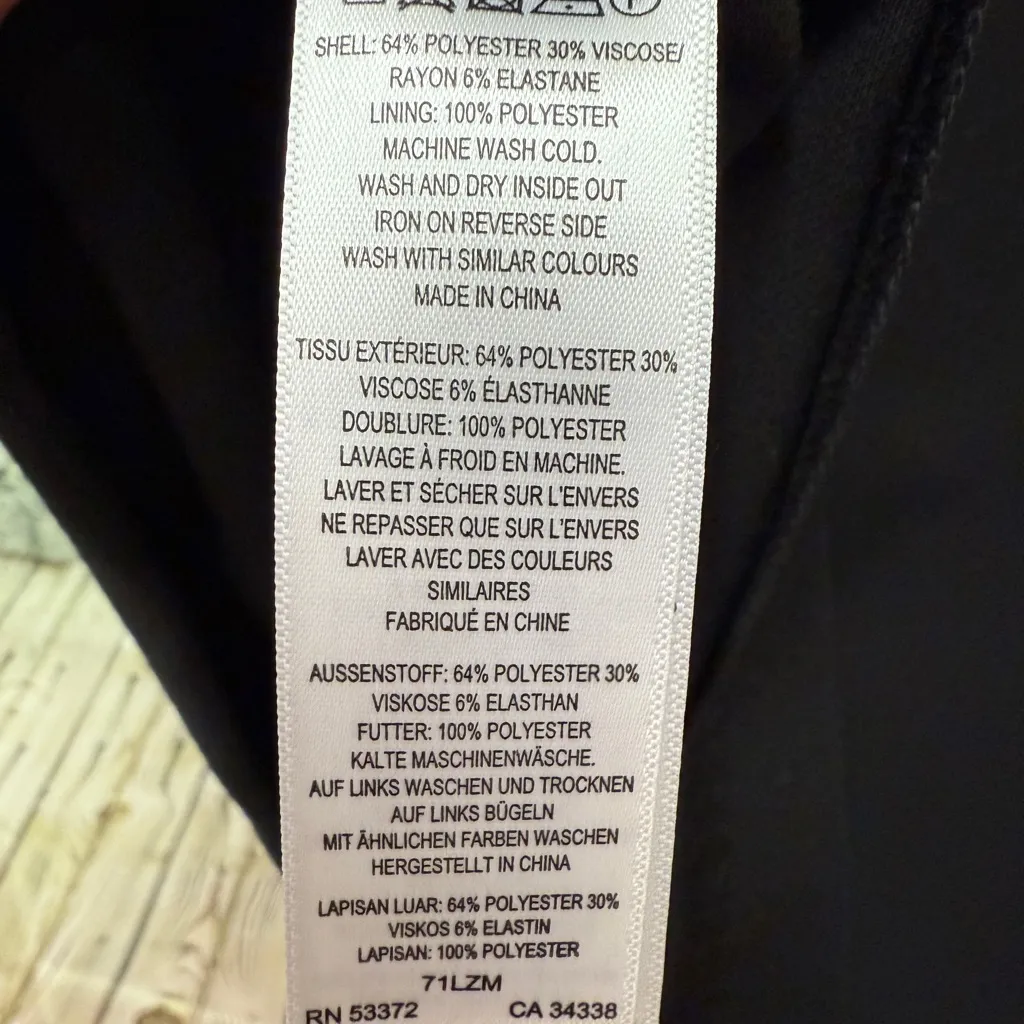 SHELL: 64% POLYESTER 30% VISCOSE/
RAYON 6% ELASTANE
LINING: 100% POLYESTER
MACHINE WASH COLD.
WASH AND DRY INSIDE OUT
IRON ON REVERSE SIDE
WASH WITH SIMILAR COLOURS
MADE IN CHINA
TISSU EXTÉRIEUR: 64% POLYESTER 30%
VISCOSE 6% ÉLASTHANNE
DOUBLURE: 100% POLYESTER
LAVAGE À FROID EN MACHINE.
LAVER ET SÉCHER SUR L'ENVERS
NE REPASSER QUE SUR L'ENVERS
LAVER AVEC DES COULEURS
SIMILAIRES
FABRIQUÉ EN CHINE
AUSSENSTOFF: 64% POLYESTER 30%
VISKOSE 6% ELASTHAN
FUTTER: 100% POLYESTER
KALTE MASCHINENWÄSCHE.
AUF LINKS WASCHEN UND TROCKNEN
AUF LINKS BÜGELN
MIT ÄHNLICHEN FARBEN WASCHEN
HERGESTELLT IN CHINA
LAPISAN LUAR: 64% POLYESTER 30%
VISKOS 6% ELASTIN
LAPISAN: 100% POLYESTER
71LZM
RN 53372 CA 34338